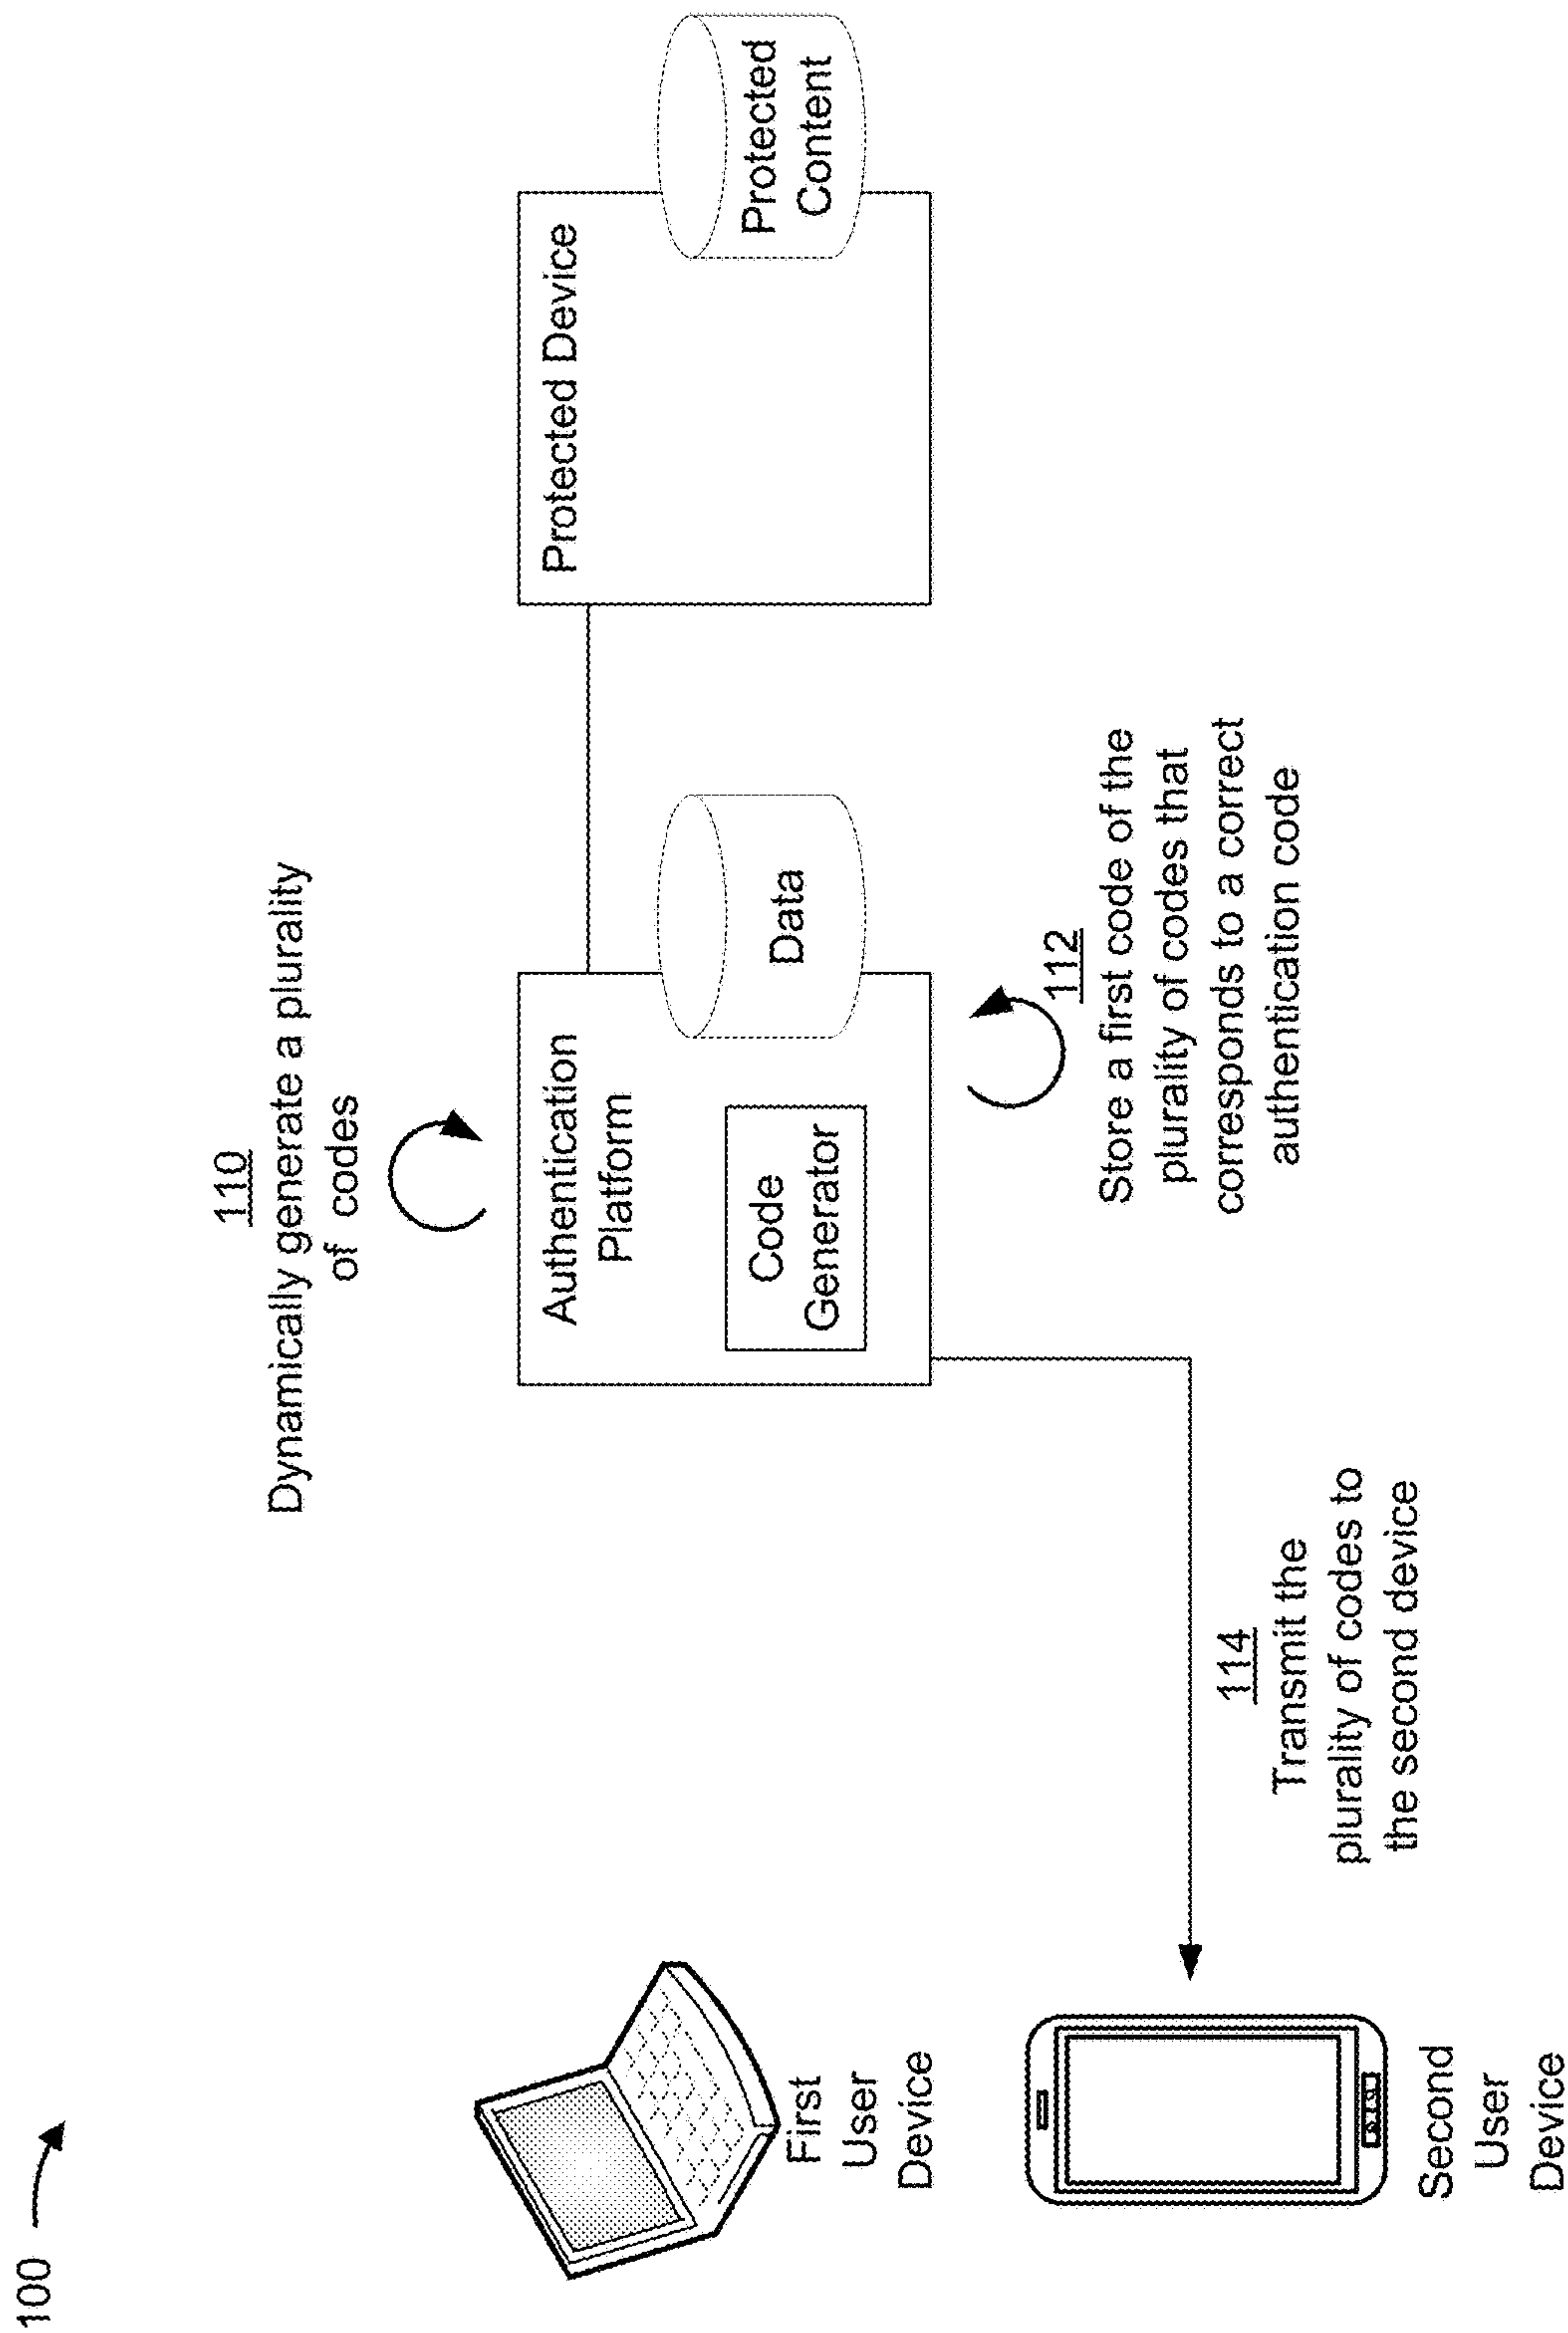 100
110
Dynamically generate a plurality
of codes
First
User
Device
Authentication
Platform
Code
Generator
Data
Protected Device
Protected
Content
112
Store a first code of the
plurality of codes that
corresponds to a correct
authentication code
114
Transmit the
plurality of codes to
the second device
Second
User
Device